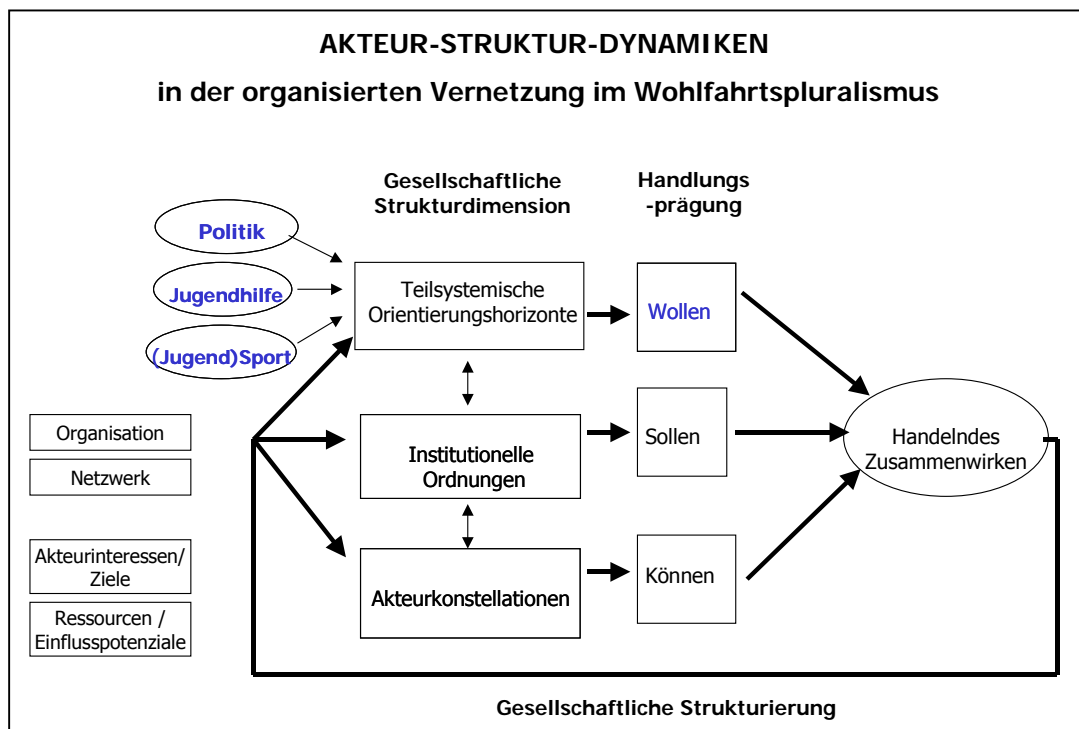 AKTEUR-STRUKTUR-DYNAMIKEN
in der organisierten Vernetzung im Wohlfahrtspluralismus
Gesellschaftliche
Strukturdimension
Handlungs
-prägung
Politik
Jugendhilfe
(Jugend)Sport
Teilsystemische
Orientierungshorizonte
Wollen
Organisation
Netzwerk
Institutionelle
Ordnungen
Sollen
Handelndes
Zusammenwirken
Akteurinteressen/
Ziele
Ressourcen /
Einflusspotenziale
Akteurkonstellationen
Können
Gesellschaftliche Strukturierung